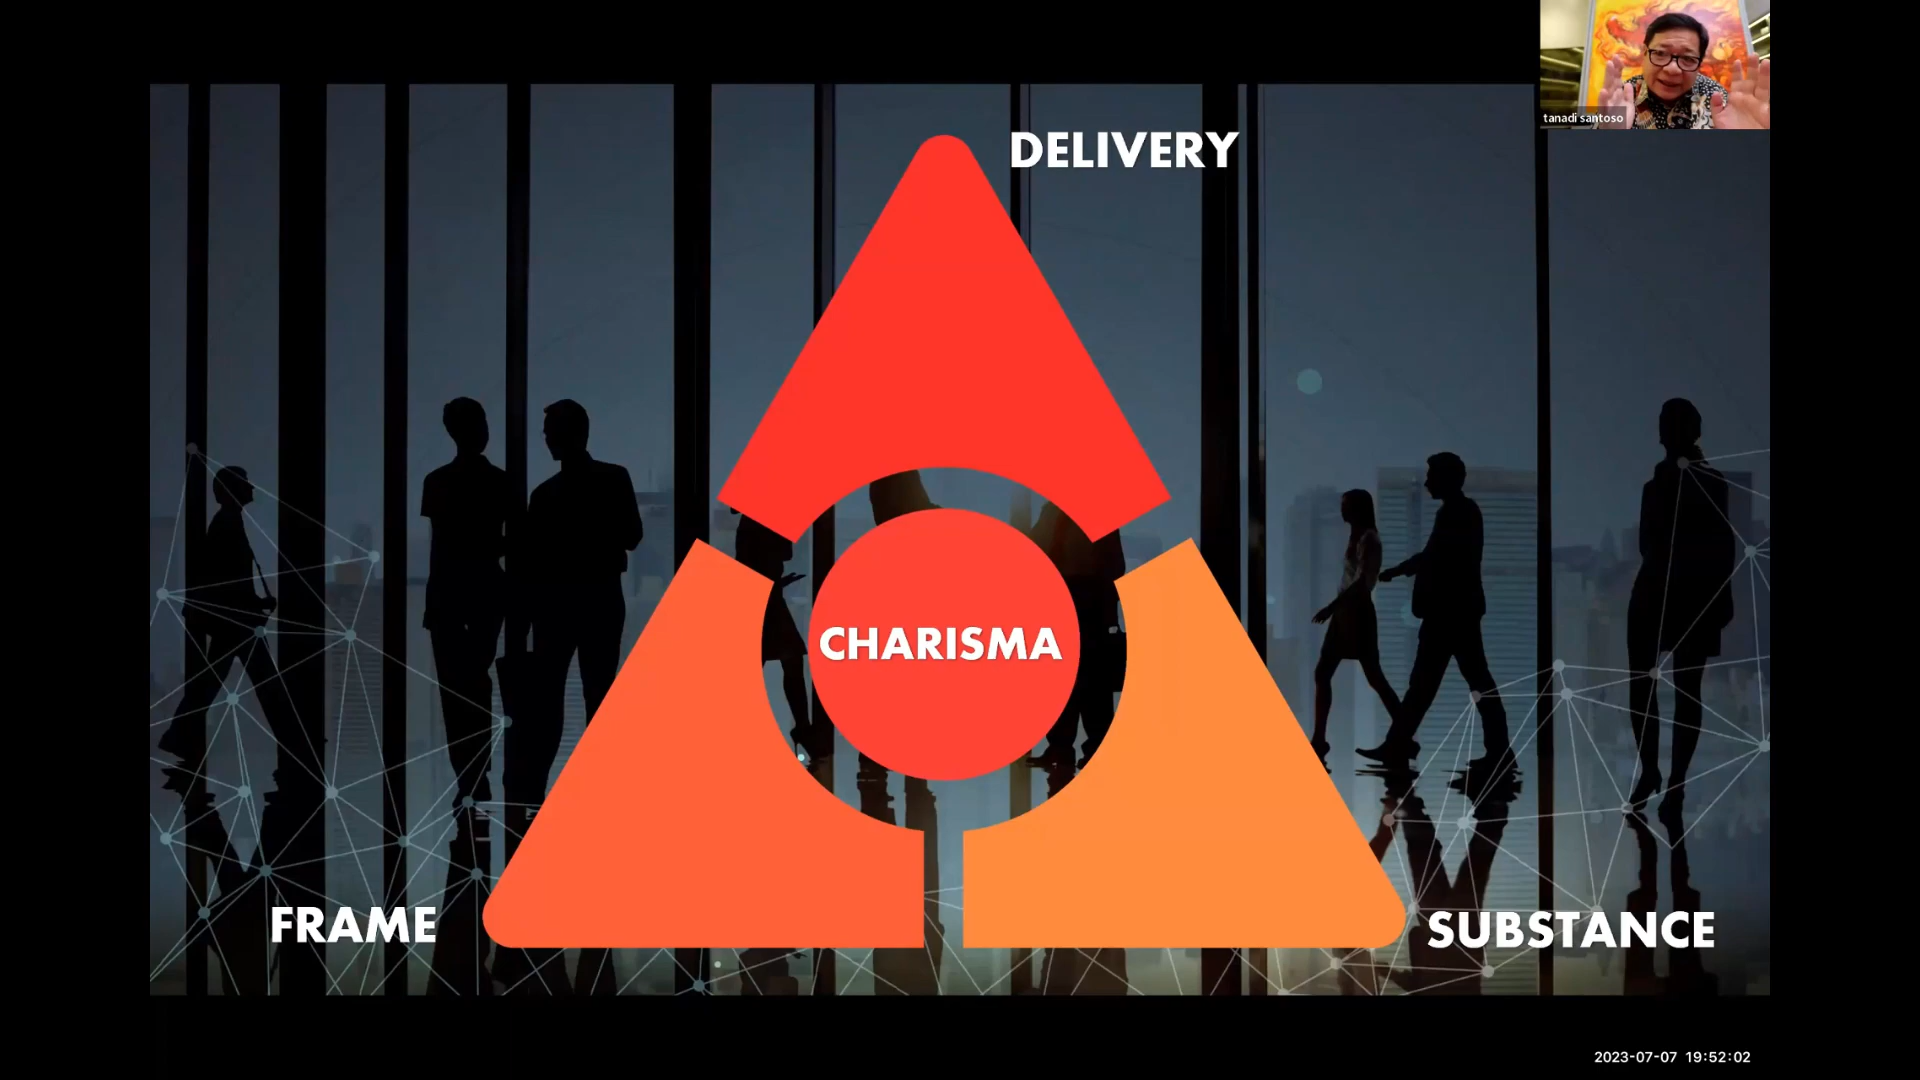 tanadi santoso
DELIVERY
CHARISMA
FRAME
SUBSTANCE
2023-07-07 19:52:02